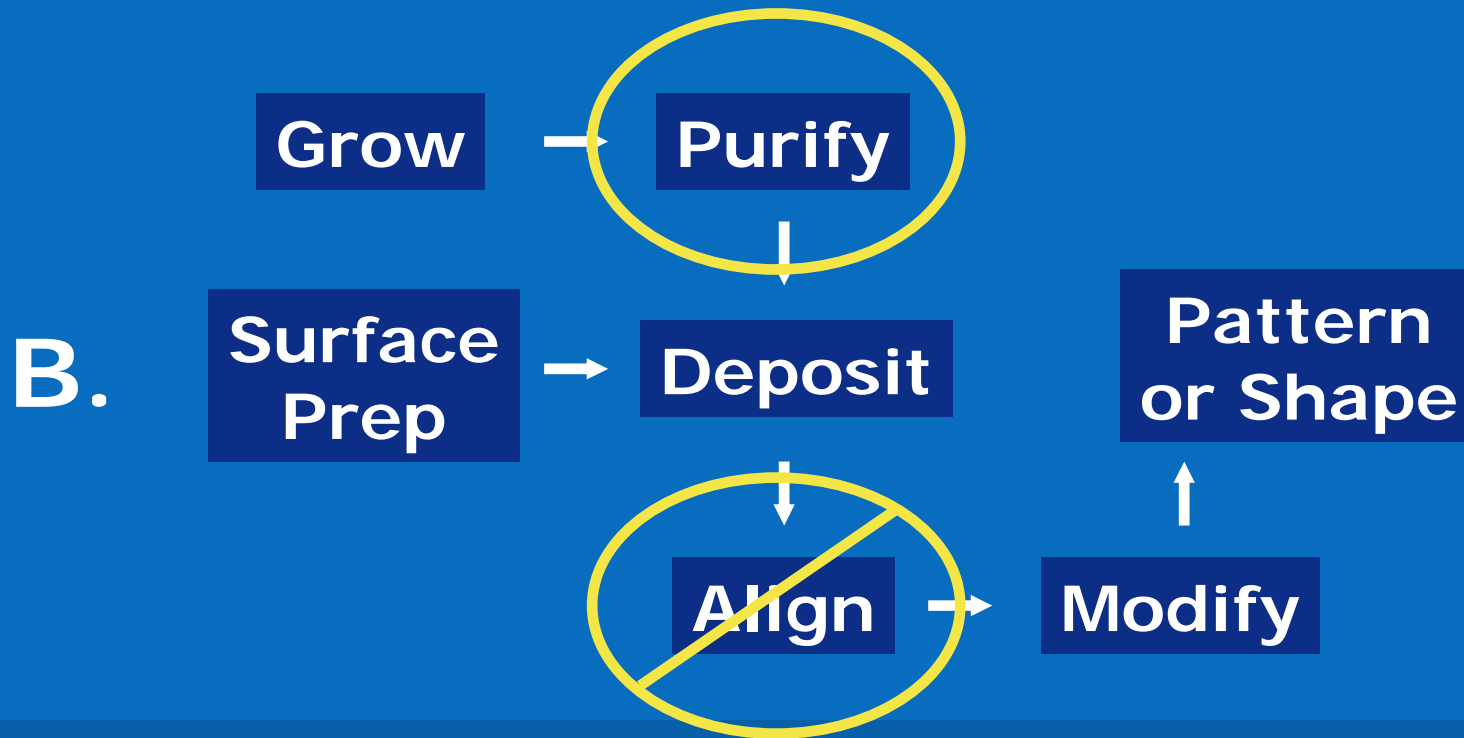 Grow
Purify
B.
Surface
Prep
Deposit
Pattern
or Shape
Align
Modify